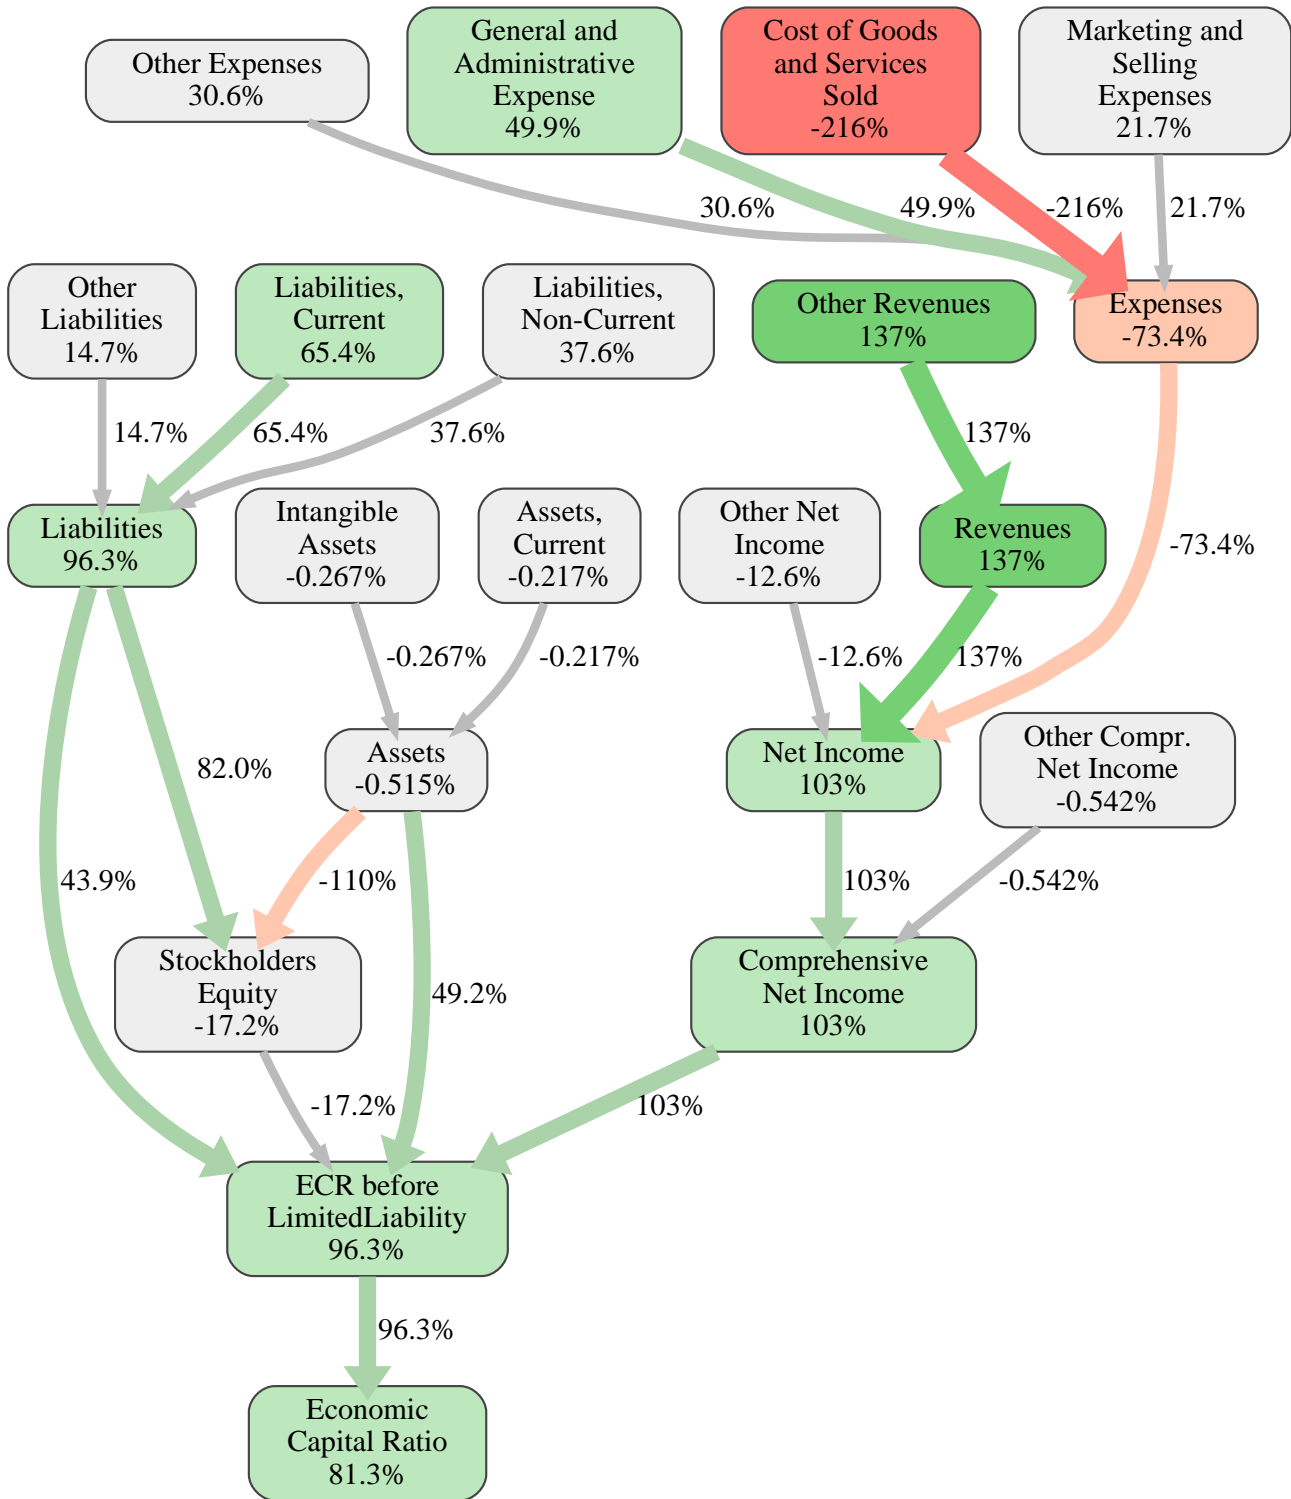 Other Expenses
30.6%
General and
Administrative
Expense
49.9%
Cost of Goods
and Services
Sold
-216%
Marketing and
Selling
Expenses
21.7%
30.6%
49.9%
-216%
21.7%
Other
Liabilities
14.7%
Liabilities,
Current
65.4%
Liabilities,
Non-Current
37.6%
Other Revenues
137%
Expenses
-73.4%
14.7%
65.4%
37.6%
137%
-73.4%
Liabilities
96.3%
Intangible
Assets
-0.267%
Assets,
Current
-0.217%
Other Net
Income
-12.6%
Revenues
137%
-0.267%
-0.217%
-12.6%
137%
82.0%
Assets
-0.515%
Net Income
103%
Other Compr.
Net Income
-0.542%
43.9%
-110%
103%
-0.542%
Stockholders
Equity
-17.2%
49.2%
Comprehensive
Net Income
103%
-17.2%
103%
ECR before
LimitedLiability
96.3%
96.3%
Economic
Capital Ratio
81.3%